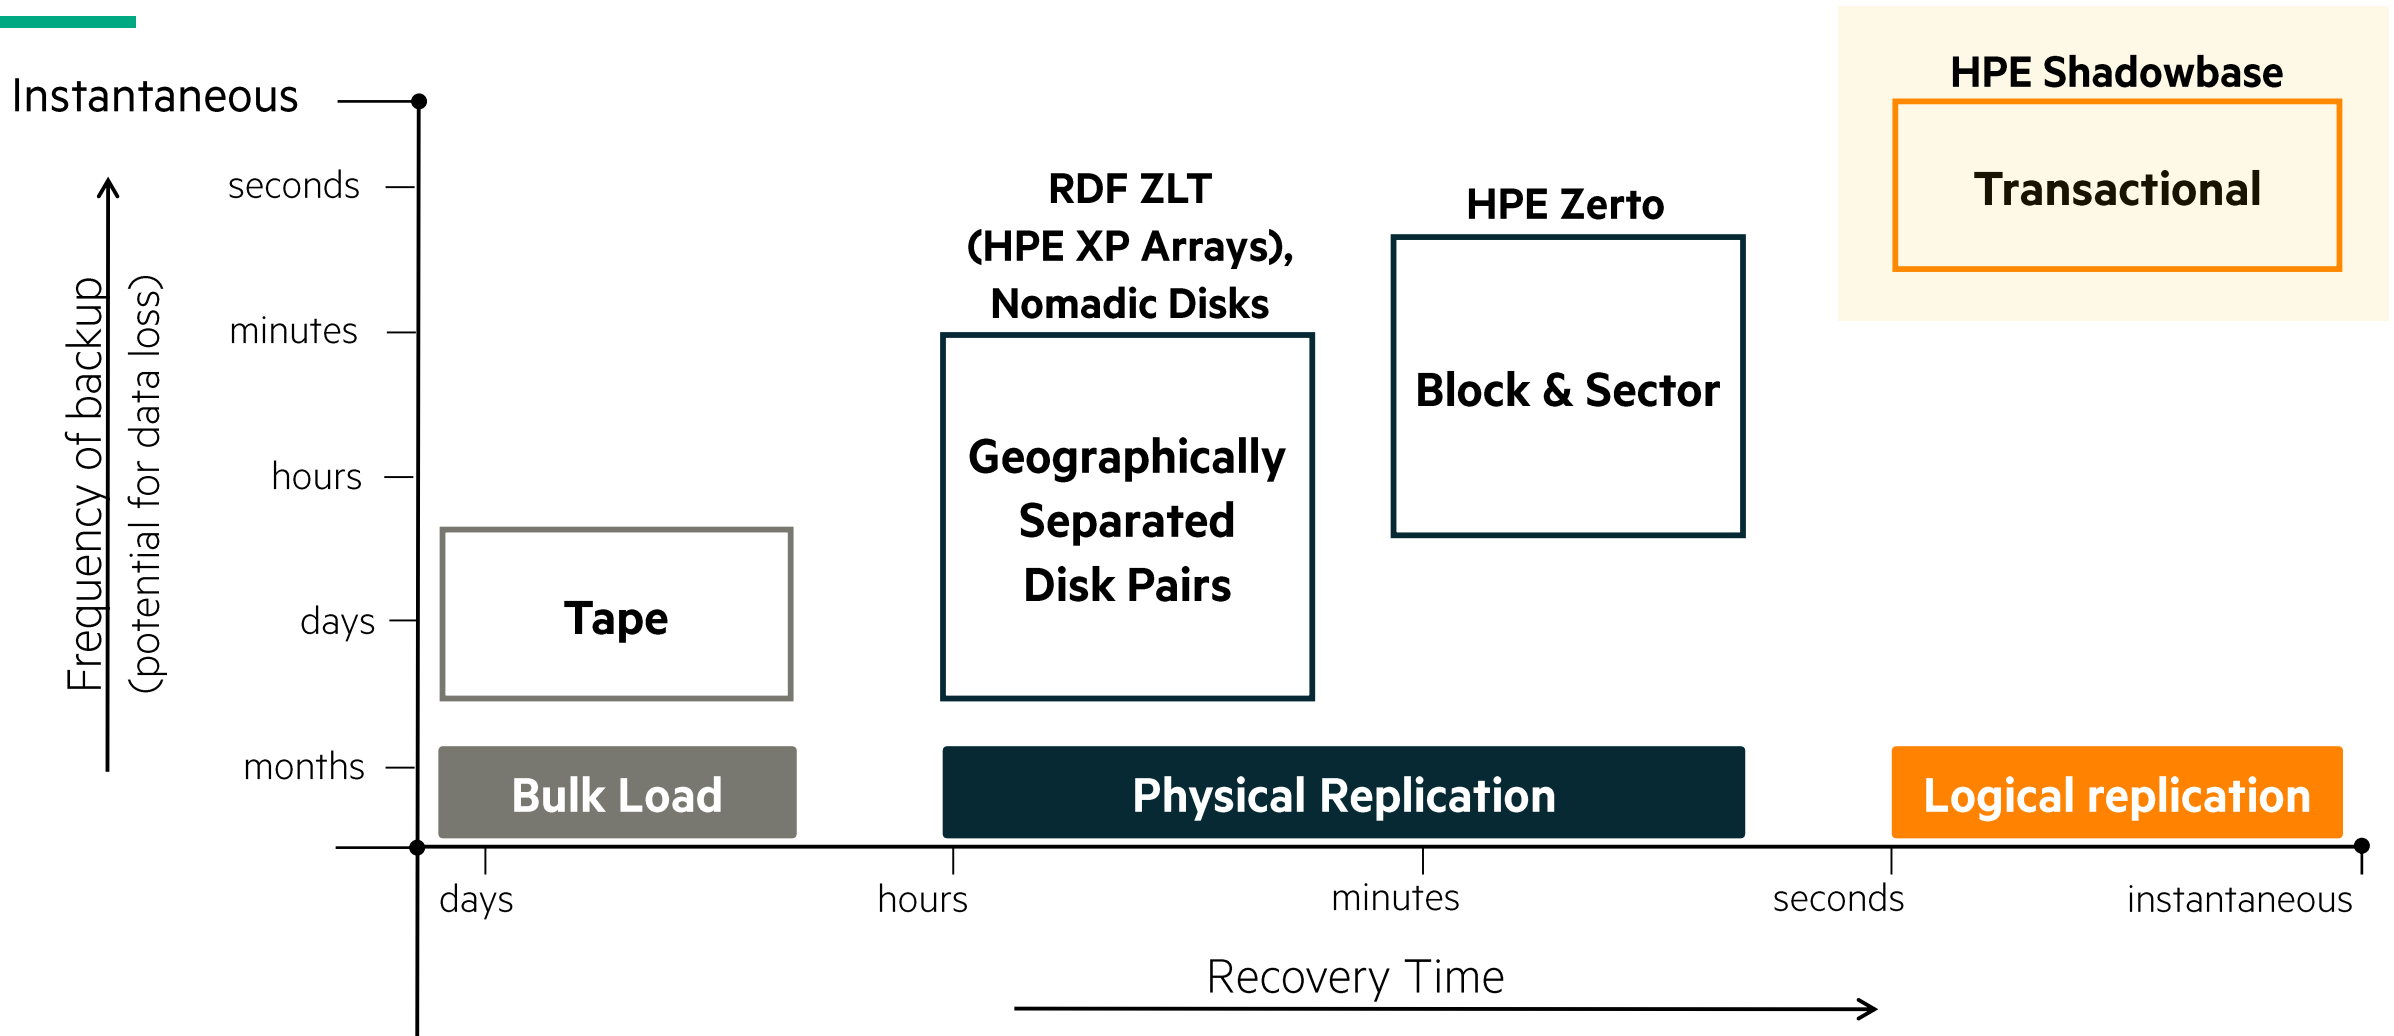 Instantaneous
seconds
minutes
hours
days
months
Frequency of backup
(potential for data loss)
HPE Shadowbase
Transactional
RDF ZLT
(HPE XP Arrays),
Nomadic Disks
HPE Zerto
Block & Sector
Geographically
Separated
Disk Pairs
Tape
Bulk Load
Physical Replication
Logical replication
days
hours
minutes
seconds
instantaneous
Recovery Time